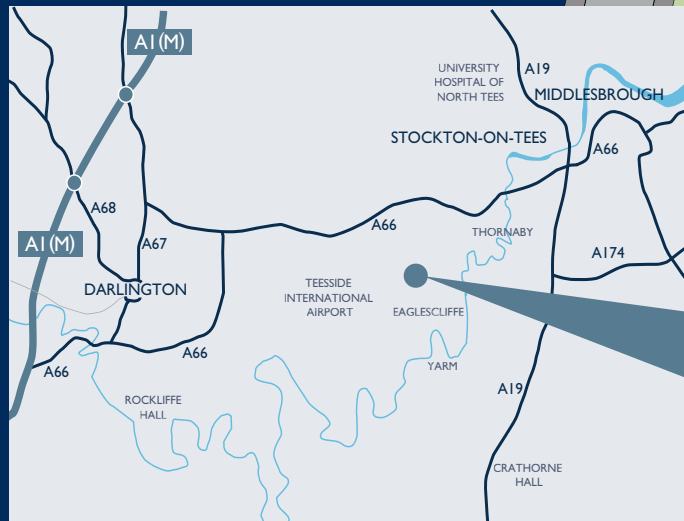 A1(M)
UNIVERSITY
HOSPITAL OF
NORTH TEES
A19
MIDDLESBROUGH
STOCKTON-ON-TEES
A66
A68
A66
THORNABY
A1(M)
A67
A174
DARLINGTON
TEESSIDE
INTERNATIONAL
AIRPORT
EAGLESCLIFFE
A66
A66
YARM
A19
ROCKLIFFE
HALL
CRATHORNE
HALL